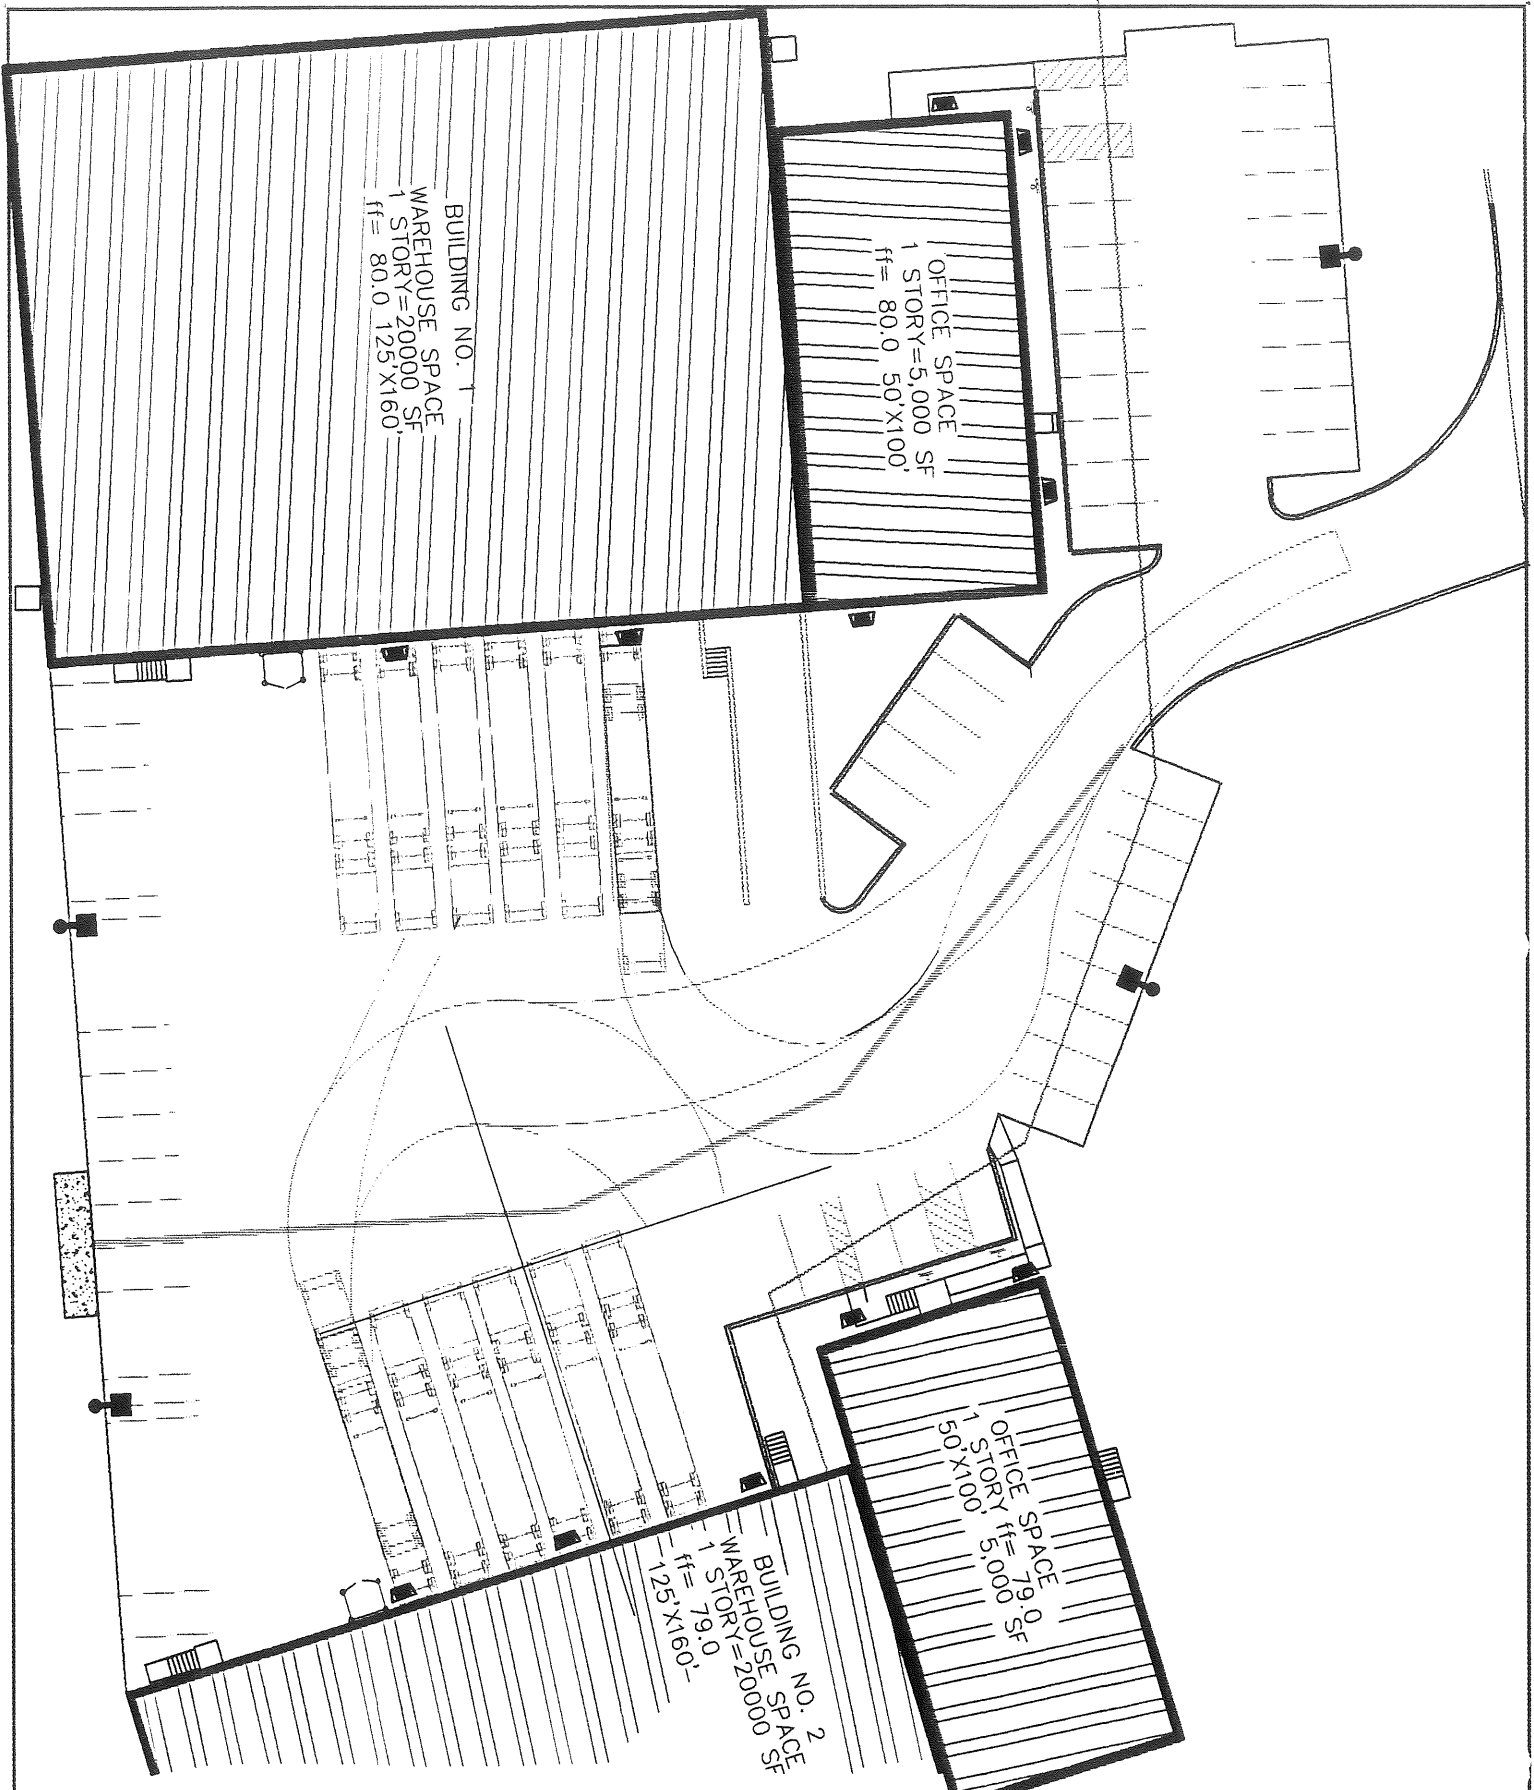 BUILDING NO. 1
WAREHOUSE SPACE
1 STORY=20000 SF
ff= 80.0 125'X160'
OFFICE SPACE
1 STORY=5,000 SF
ff= 80.0 50'X100'
OFFICE SPACE
1 STORY ff= 79.0
50'X100' 5,000 SF
BUILDING NO. 2
WAREHOUSE SPACE
1 STORY=20000 SF
ff= 79.0
125'X160'